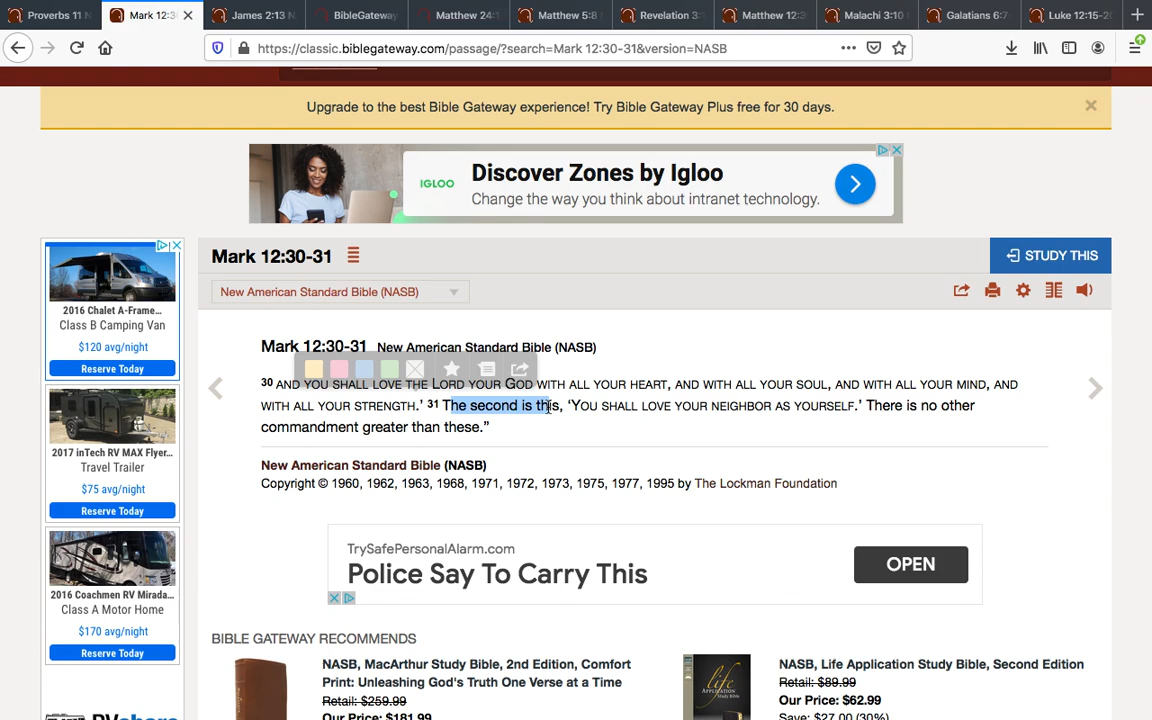 Proverbs 11 N
Mark 12:3
James 2:13 N
BibleGateway
Matthew 24:1
Matthew 5:8
Revelation 3:
Matthew 12:3
Malachi 3:10
Galatians 6:7
Luke 12:15-2
https://classic.biblegateway.com/passage/?search=Mark 12:30-31&version=NASB
Upgrade to the best Bible Gateway experience! Try Bible Gateway Plus free for 30 days.
IGLOO
Discover Zones by Igloo
Change the way you think about intranet technology.
2016 Chalet A-Frame...
Class B Camping Van
$120 avg/night
Reserve Today
2017 inTech RV MAX Flyer...
Travel Trailer
$75 avg/night
Reserve Today
2016 Coachmen RV Mirada...
Class A Motor Home
$170 avg/night
Reserve Today
RVshare
Mark 12:30-31
STUDY THIS
New American Standard Bible (NASB)
Mark 12:30-31 New American Standard Bible (NASB)
30 AND YOU SHALL LOVE THE LORD YOUR GOD WITH ALL YOUR HEART, AND WITH ALL YOUR SOUL, AND WITH ALL YOUR MIND, AND
WITH ALL YOUR STRENGTH.’ 31 The second is this, ‘YOU SHALL LOVE YOUR NEIGHBOR AS YOURSELF.’ There is no other
commandment greater than these.”
New American Standard Bible (NASB)
Copyright © 1960, 1962, 1963, 1968, 1971, 1972, 1973, 1975, 1977, 1995 by The Lockman Foundation
TrySafePersonalAlarm.com
Police Say To Carry This
OPEN
BIBLE GATEWAY RECOMMENDS
NASB, MacArthur Study Bible, 2nd Edition, Comfort
Print: Unleashing God's Truth One Verse at a Time
Retail: $259.99
Our Price: $181.99
life
APPLICATION
NASB, Life Application Study Bible, Second Edition
Retail: $89.99
Our Price: $62.99
Save: $27.00 (30%)